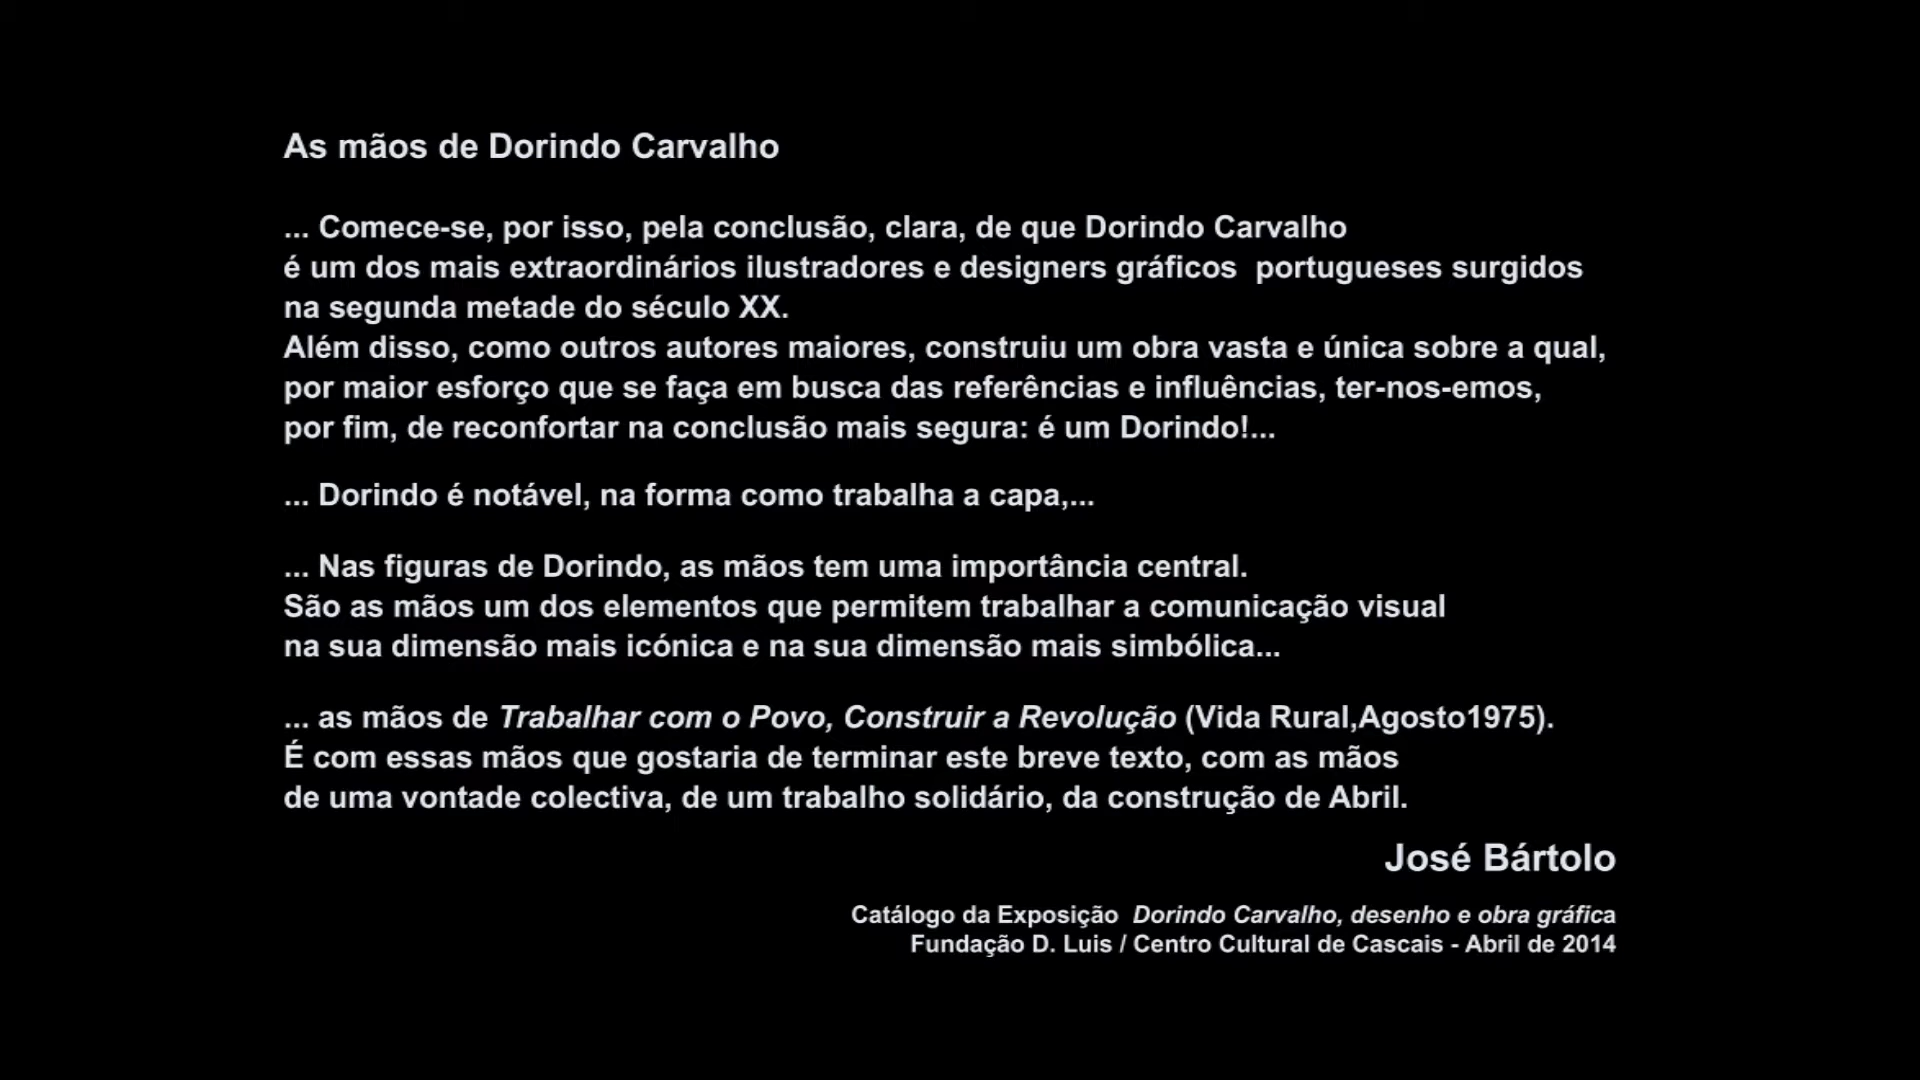 As mãos de Dorindo Carvalho
... Comece-se, por isso, pela conclusão, clara, de que Dorindo Carvalho
é um dos mais extraordinários ilustradores e designers gráficos  portugueses surgidos
na segunda metade do século XX.
Além disso, como outros autores maiores, construiu um obra vasta e única sobre a qual,
por maior esforço que se faça em busca das referências e influências, ter-nos-emos,
por fim, de reconfortar na conclusão mais segura: é um Dorindo!...
... Dorindo é notável, na forma como trabalha a capa,...
... Nas figuras de Dorindo, as mãos tem uma importância central.
São as mãos um dos elementos que permitem trabalhar a comunicação visual
na sua dimensão mais icónica e na sua dimensão mais simbólica...
... as mãos de Trabalhar com o Povo, Construir a Revolução (Vida Rural,Agosto1975).
É com essas mãos que gostaria de terminar este breve texto, com as mãos
de uma vontade colectiva, de um trabalho solidário, da construção de Abril.
José Bártolo
Catálogo da Exposição  Dorindo Carvalho, desenho e obra gráfica
Fundação D. Luis / Centro Cultural de Cascais - Abril de 2014